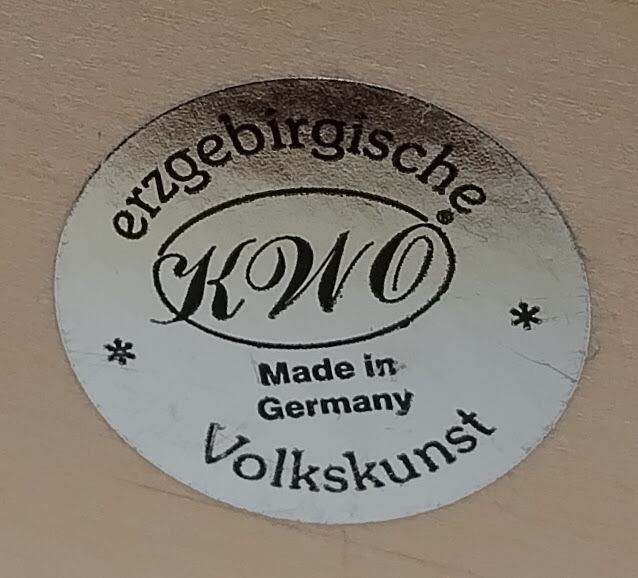 erzgebirgische
KWO
* *
Made in
Germany
Volkskunst